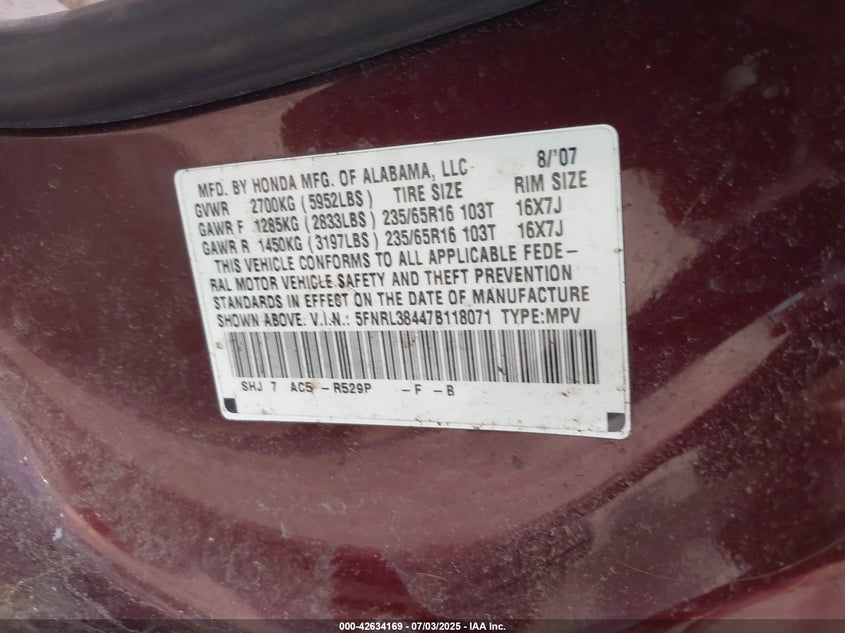 MFD. BY HONDA MFG. OF ALABAMA, LLC 8/'07
GVWR 2700KG (5952LBS) TIRE SIZE RIM SIZE
GAWR F 1285KG (2833LBS) 235/65R16 103T 16X7J
GAWR R 1450KG (3197LBS) 235/65R16 103T 16X7J
THIS VEHICLE CONFORMS TO ALL APPLICABLE FEDE-
RAL MOTOR VEHICLE SAFETY AND THEFT PREVENTION
STANDARDS IN EFFECT ON THE DATE OF MANUFACTURE
SHOWN ABOVE. V.I.N.: 5FNRL38447B118071 TYPE:MPV
SHJ 7 AC5 -R529P -F -B
000-42634169 - 07/03/2025 - IAA Inc.